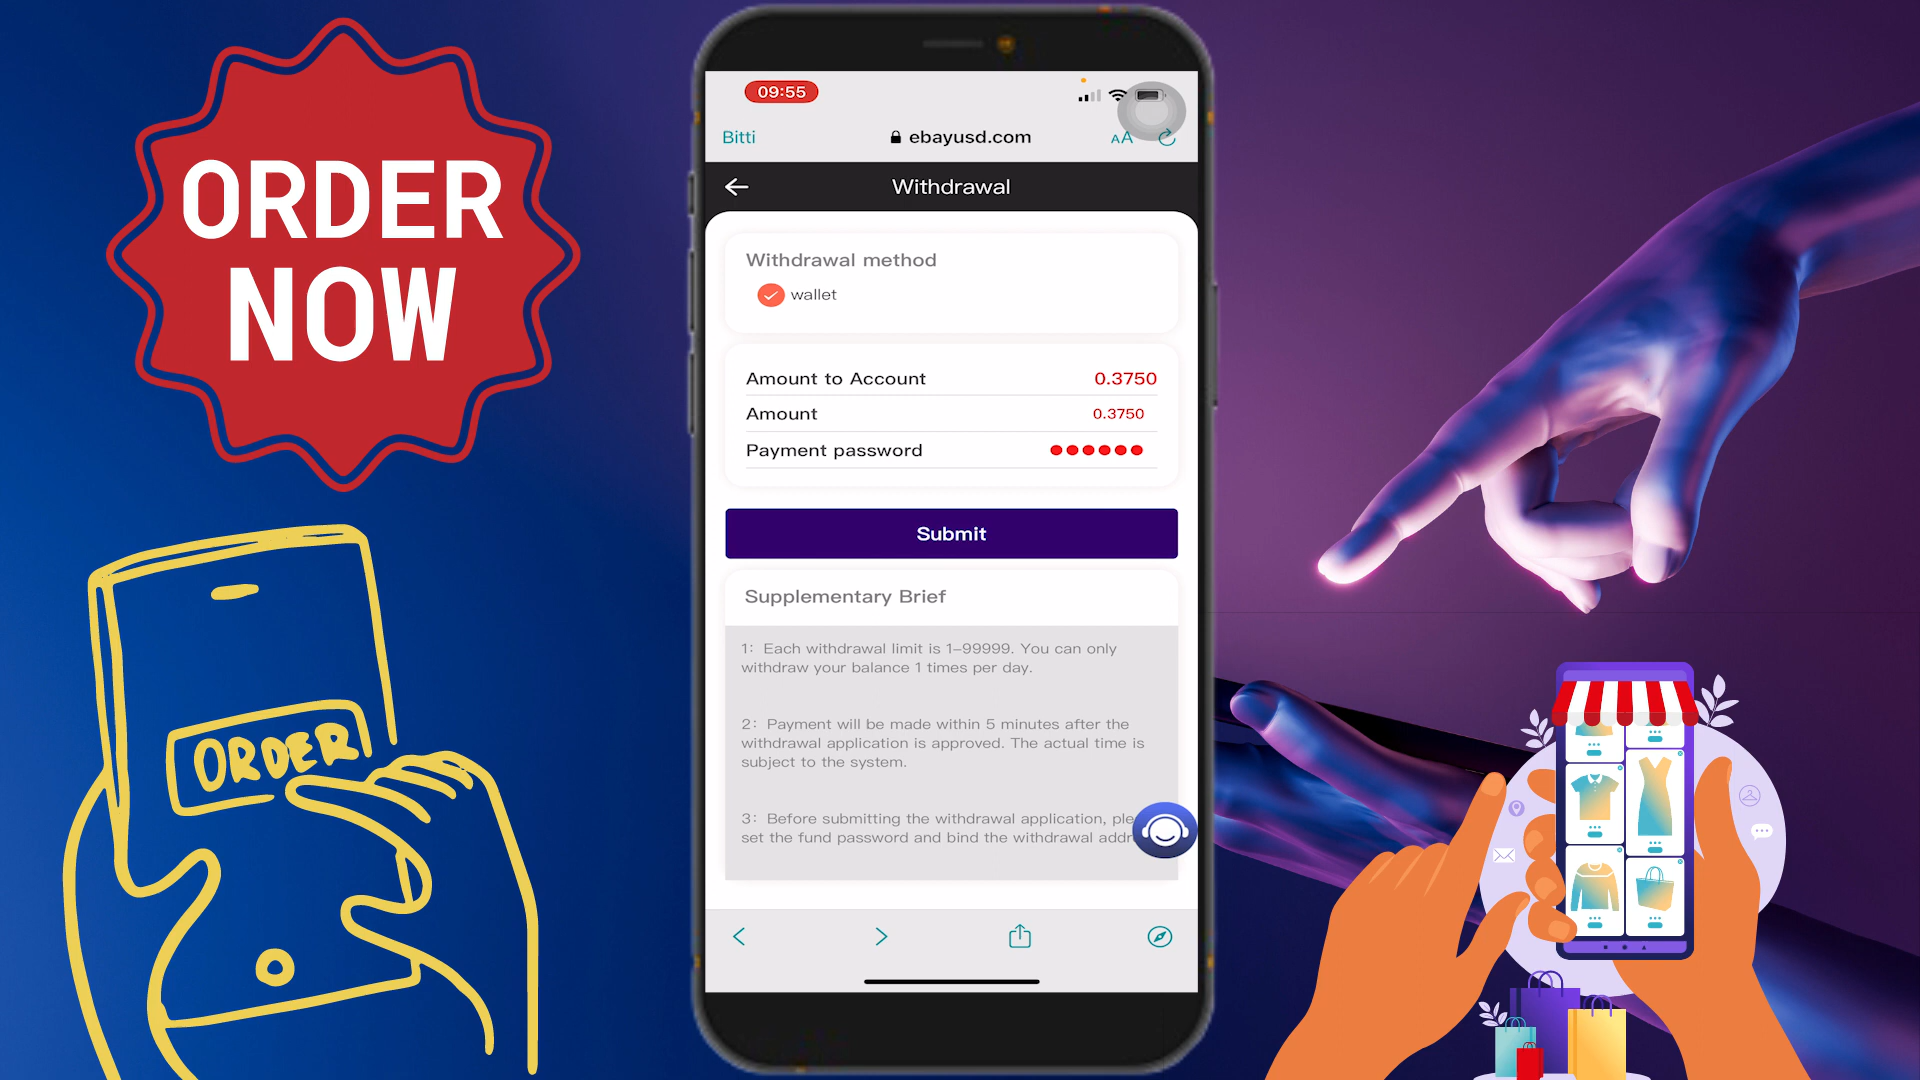 ORDER
NOW
ORDER
09:55
Bitti
ebayusd.com
AA
Withdrawal
Withdrawal method
wallet
Amount to Account 0.3750
Amount 0.3750
Payment password
Submit
Supplementary Brief
1: Each withdrawal limit is 1-99999. You can only
withdraw your balance 1 times per day.
2: Payment will be made within 5 minutes after the
withdrawal application is approved. The actual time is
subject to the system.
3: Before submitting the withdrawal application, ple
set the fund password and bind the withdrawal addr